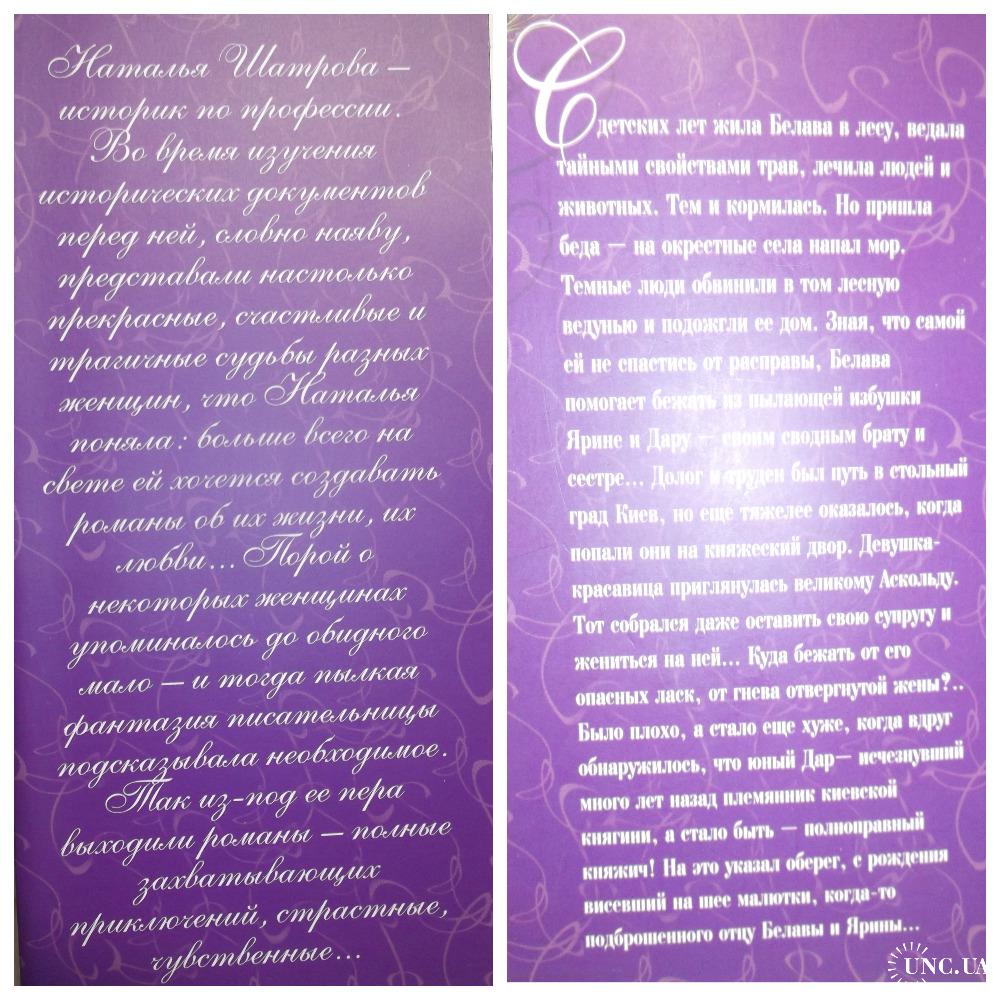 Наталья Шатрова —
историк по профессии.
Во время изучения
исторических документов
перед ней, словно наяву,
представали настолько
прекрасные, счастливые и
трагичные судьбы разных
женщин, что Наталья
поняла: больше всего на
свете ей хочется создавать
романы об их жизни, их
любви... Порой о
некоторых женщинах
упоминалось до обидного
мало — и тогда пылкая
фантазия писательницы
подсказывала необходимое.
Так из-под ее пера
выходили романы — полные
захватывающих
приключений, страстные,
чувственные...
С детских лет жила Белава в лесу, ведала
тайными свойствами трав, лечила людей и
животных. Тем и кормилась. Но пришла
беда — на окрестные села напал мор.
Темные люди обвинили в том лесную
ведунью и подожгли ее дом. Зная, что самой
ей не спастись от расправы, Белава
помогает бежать из пылающей избушки
Ярине и Дару — своим сводным брату и
сестре... Долог и труден был путь в стольный
град Киев, но еще тяжелее оказалось, когда
попали они на княжеский двор. Девушка-
красавица приглянулась великому Аскольду.
Тот собрался даже оставить свою супругу и
жениться на ней... Куда бежать от его
опасных ласк, от гнева отвергнутой жены?..
Было плохо, а стало еще хуже, когда вдруг
обнаружилось, что юный Дар— исчезнувший
много лет назад племянник киевской
княгини, а стало быть — полноправный
княжич! На это указал оберег, с рождения
висевший на шее малютки, когда-то
подброшенного отцу Белавы и Ярины...
UNC.UA